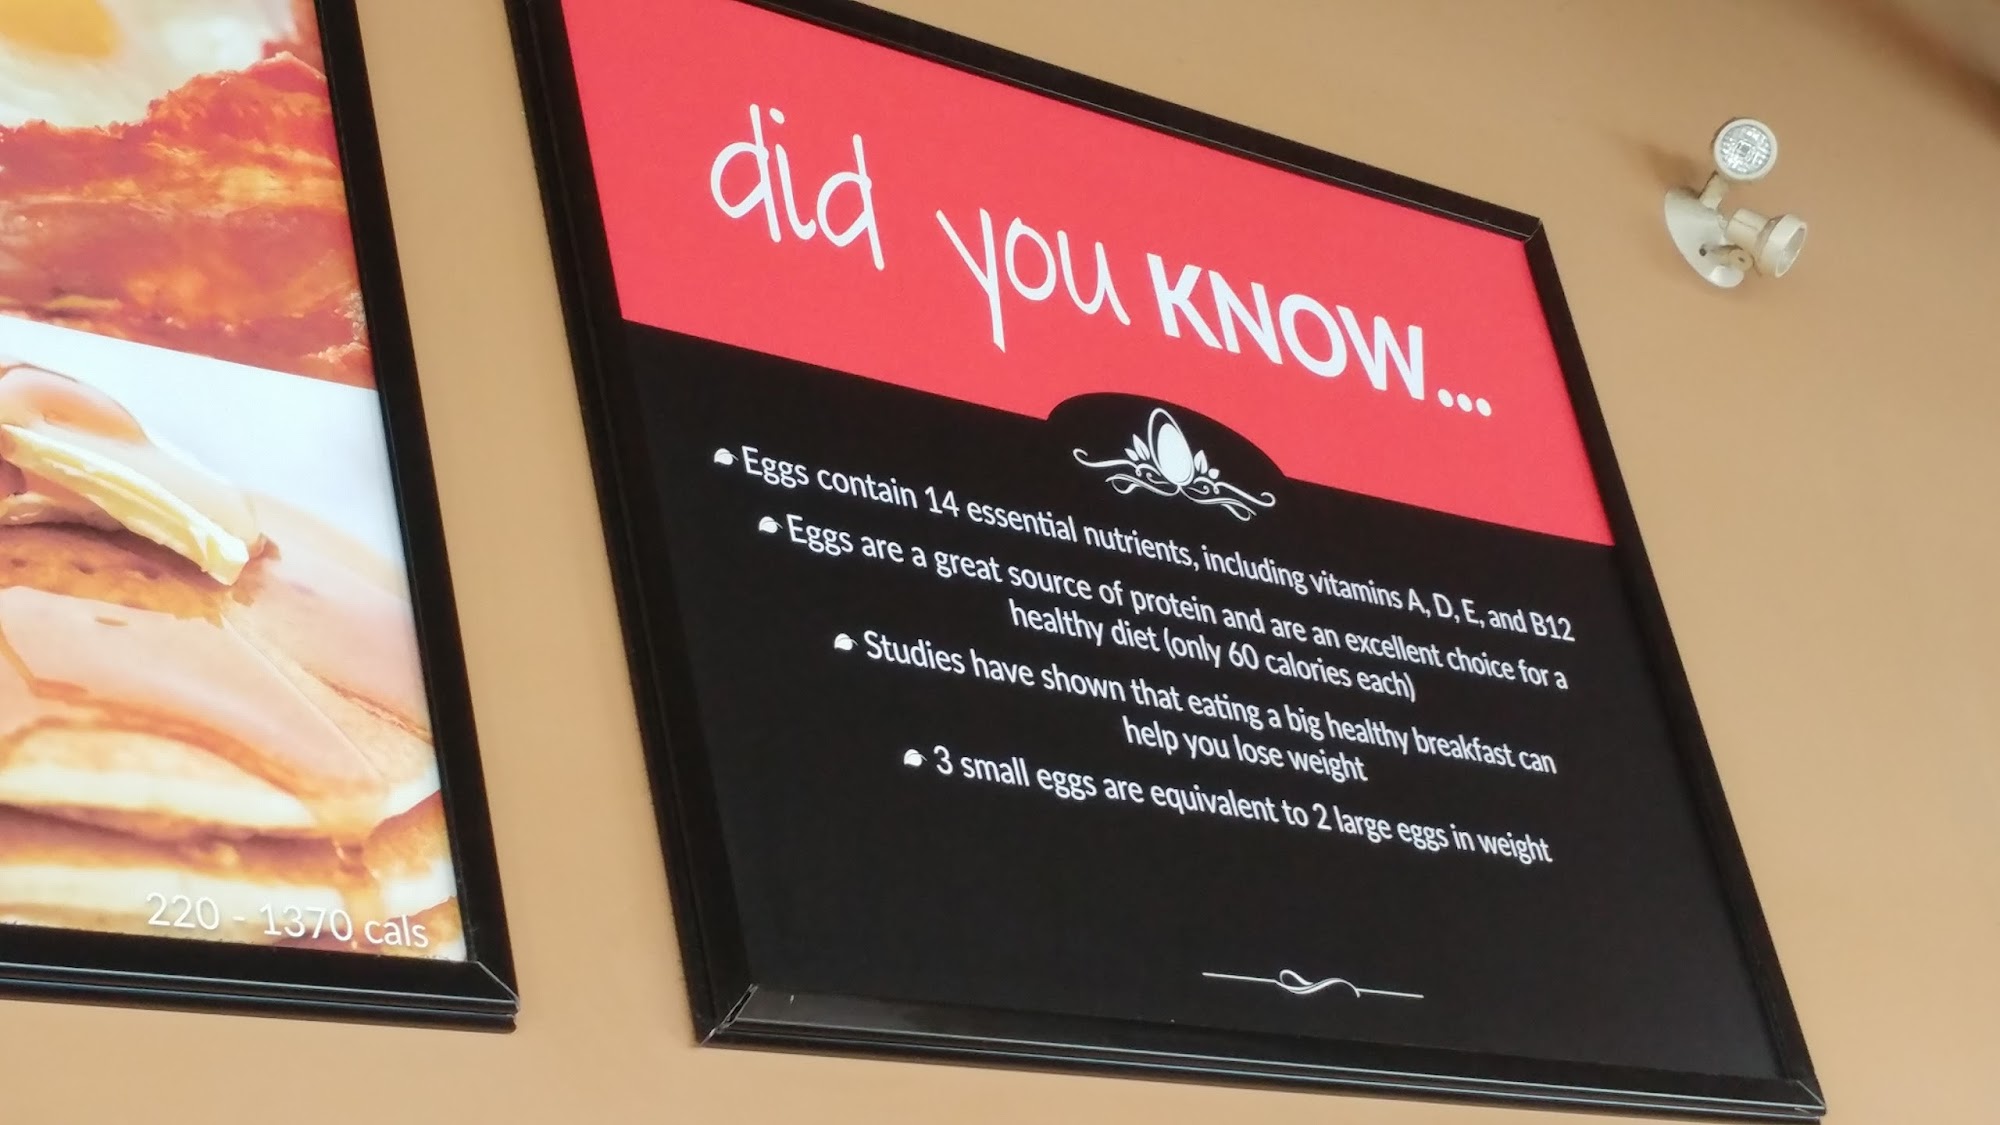 did you KNOW...
Eggs contain 14 essential nutrients, including vitamins A, D, E, and B12
Eggs are a great source of protein and are an excellent choice for a
healthy diet (only 60 calories each)
Studies have shown that eating a big healthy breakfast can
help you lose weight
3 small eggs are equivalent to 2 large eggs in weight
220 - 1370 cals